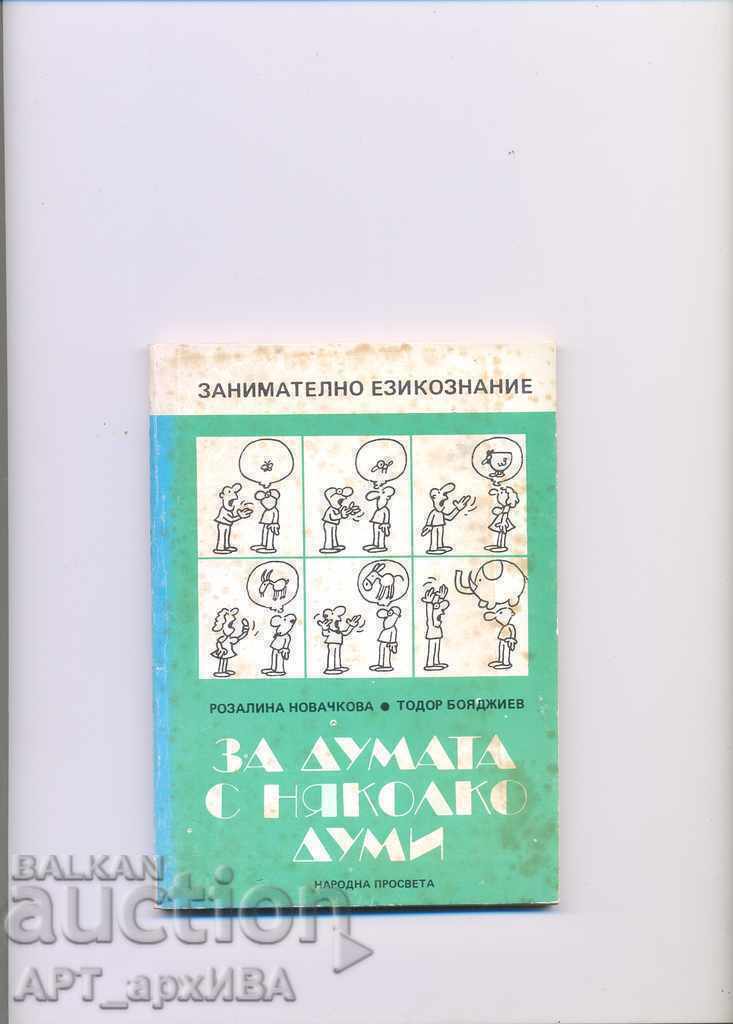 ЗАНИМАТЕЛНО ЕЗИКОЗНАНИЕ
РОЗАЛИНА НОВАЧКОВА ● ТОДОР БОЯДЖИЕВ
ЗА ДУМАТА
С НЯКОЛКО
ДУМИ
НАРОДНА ПРОСВЕТА
BALKAN
auction
АРТ_архИВА